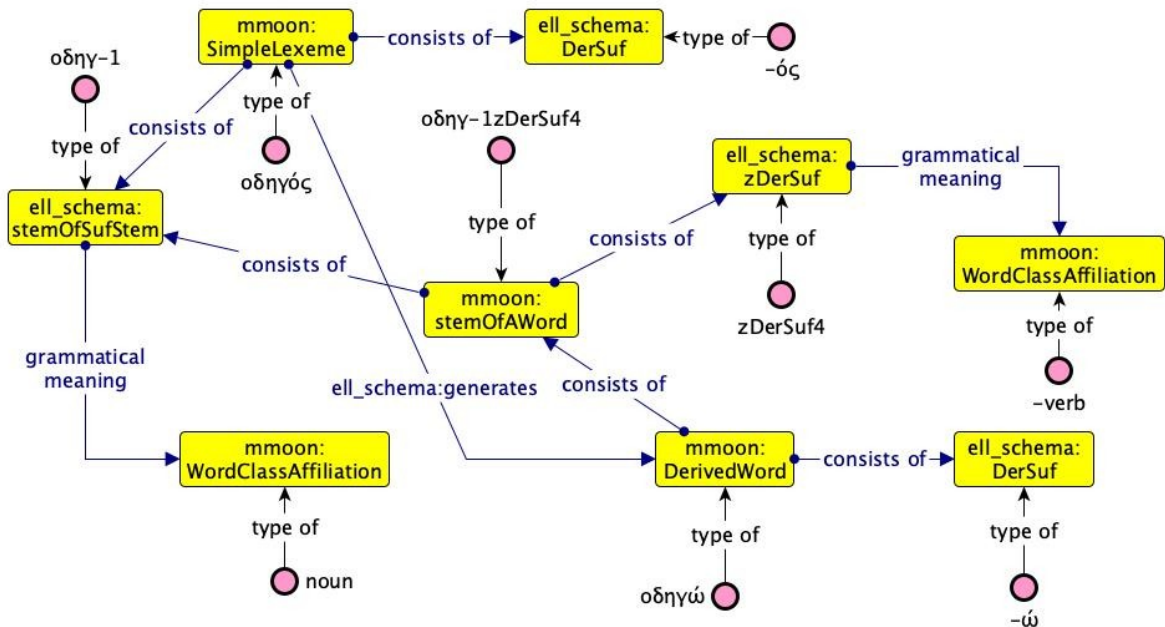 mmoon:
SimpleLexeme
consists of
ell_schema:
DerSuf
type of
-ός
οδηγ-1
type of
consists of
type of
οδηγός
οδηγ-1zDerSuf4
type of
ell_schema:
zDerSuf
grammatical
meaning
ell_schema:
stemOfSufStem
consists of
consists of
type of
zDerSuf4
mmoon:
WordClassAffiliation
type of
-verb
mmoon:
stemOfAWord
grammatical
meaning
ell_schema:generates
consists of
mmoon:
WordClassAffiliation
type of
noun
mmoon:
DerivedWord
consists of
ell_schema:
DerSuf
type of
οδηγώ
type of
-ώ